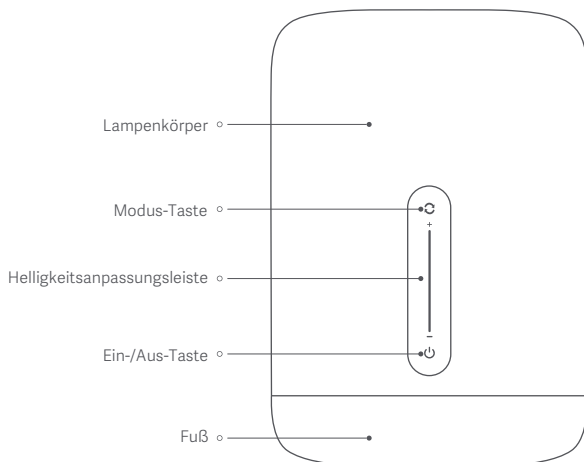 Lampenkörper
Modus-Taste
+
Helligkeitsanpassungsleiste
−
Ein-/Aus-Taste
Fuß